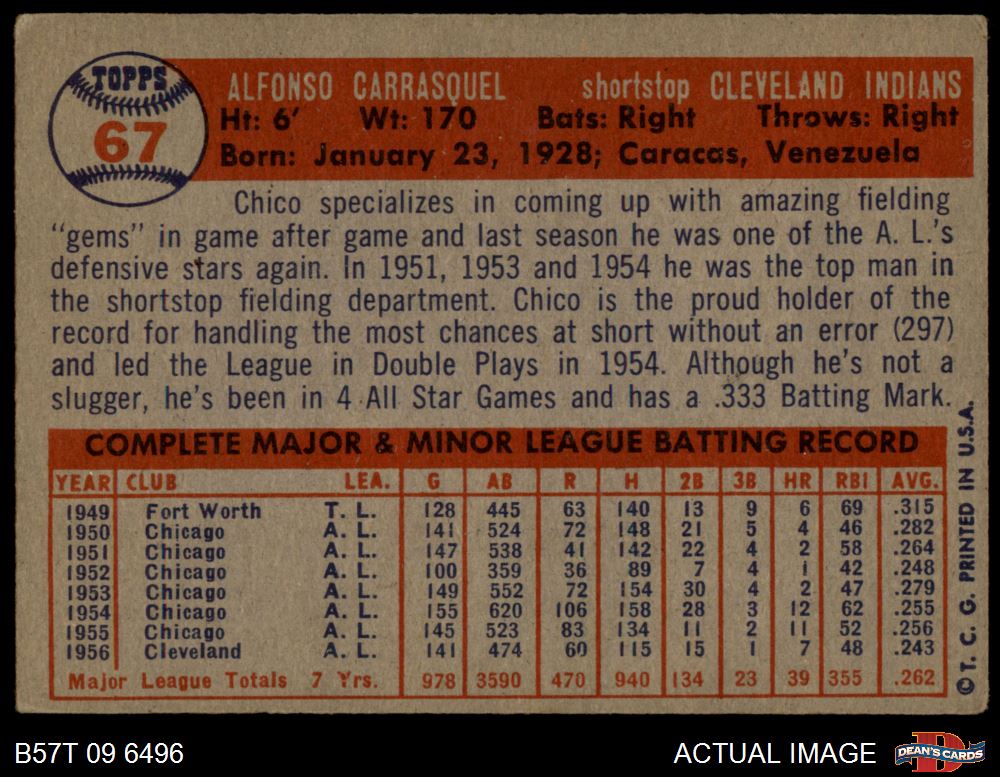 TOPPS
67
ALFONSO CARRASQUEL shortstop CLEVELAND INDIANS
Ht: 6' Wt: 170 Bats: Right Throws: Right
Born: January 23, 1928; Caracas, Venezuela
Chico specializes in coming up with amazing fielding
"gems" in game after game and last season he was one of the A. L.'s
defensive stars again. In 1951, 1953 and 1954 he was the top man in
the shortstop fielding department. Chico is the proud holder of the
record for handling the most chances at short without an error (297)
and led the League in Double Plays in 1954. Although he's not a
slugger, he's been in 4 All Star Games and has a .333 Batting Mark.
COMPLETE MAJOR & MINOR LEAGUE BATTING RECORD
YEAR CLUB LEA. G AB R H 2B 3B HR RBI AVG.
1949 Fort Worth T. L. 128 445 63 140 13 9 6 69 .315
1950 Chicago A. L. 141 524 72 148 21 5 4 46 .282
1951 Chicago A. L. 147 538 41 142 22 4 2 58 .264
1952 Chicago A. L. 100 359 36 89 7 4 1 42 .248
1953 Chicago A. L. 149 552 72 154 30 4 2 47 .279
1954 Chicago A. L. 155 620 106 158 28 3 12 62 .255
1955 Chicago A. L. 145 523 83 134 11 2 11 52 .256
1956 Cleveland A. L. 141 474 60 115 15 1 7 48 .243
Major League Totals 7 Yrs. 978 3590 470 940 134 23 39 355 .262
© T. C. G. PRINTED IN U.S.A.
B57T 09 6496 ACTUAL IMAGE
D
DEAN'S CARDS